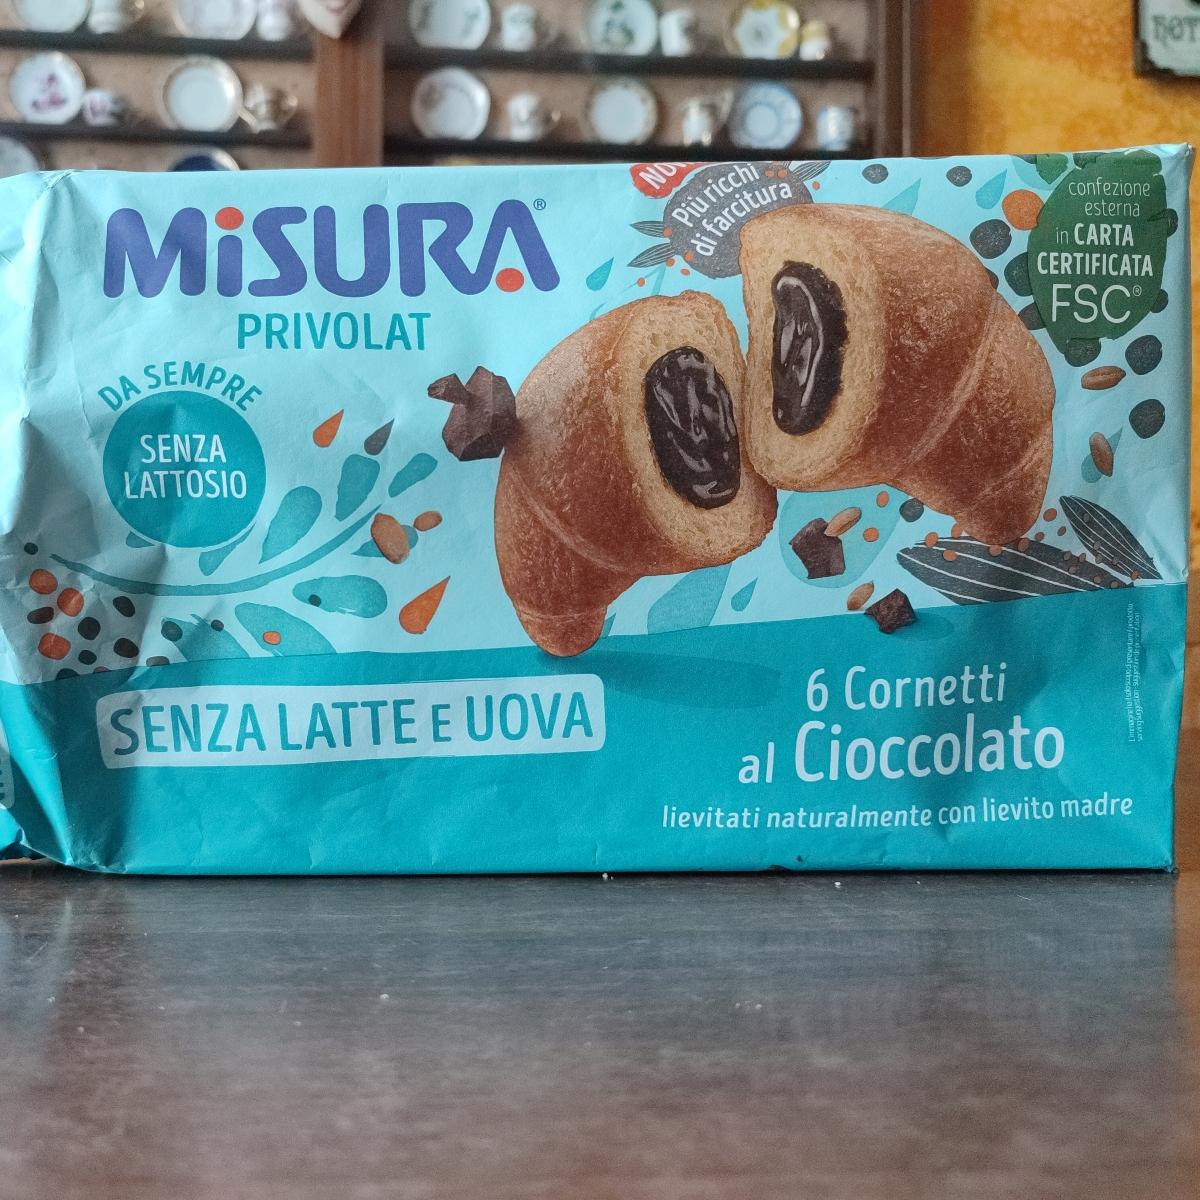 MiSURA®
PRIVOLAT
DA SEMPRE
SENZA
LATTOSIO
Più ricchi
di farcitura
confezione
esterna
in CARTA
CERTIFICATA
FSC®
SENZA LATTE E UOVA
6 Cornetti
al Cioccolato
lievitati naturalmente con lievito madre